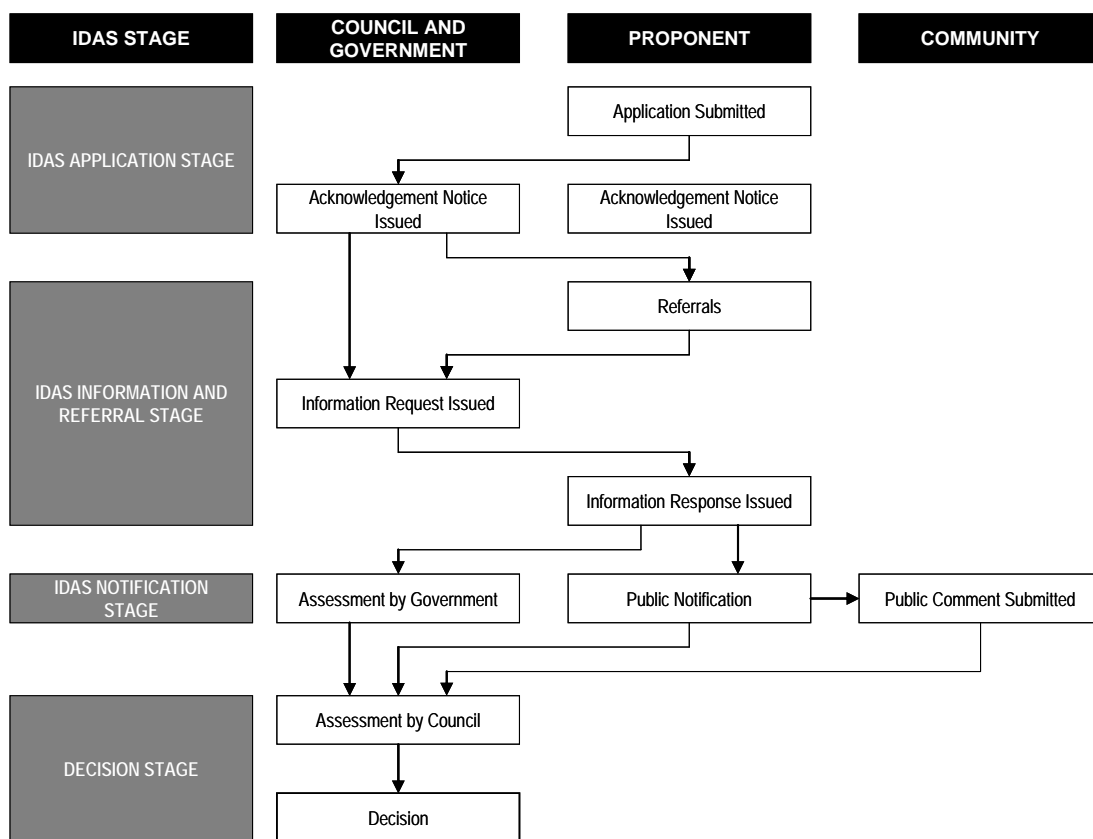 IDAS STAGE
COUNCIL AND
GOVERNMENT
PROPONENT
COMMUNITY
IDAS APPLICATION STAGE
Application Submitted
Acknowledgement Notice
Issued
Acknowledgement Notice
Issued
IDAS INFORMATION AND
REFERRAL STAGE
Referrals
Information Request Issued
Information Response Issued
IDAS NOTIFICATION
STAGE
Assessment by Government
Public Notification
Public Comment Submitted
DECISION STAGE
Assessment by Council
Decision